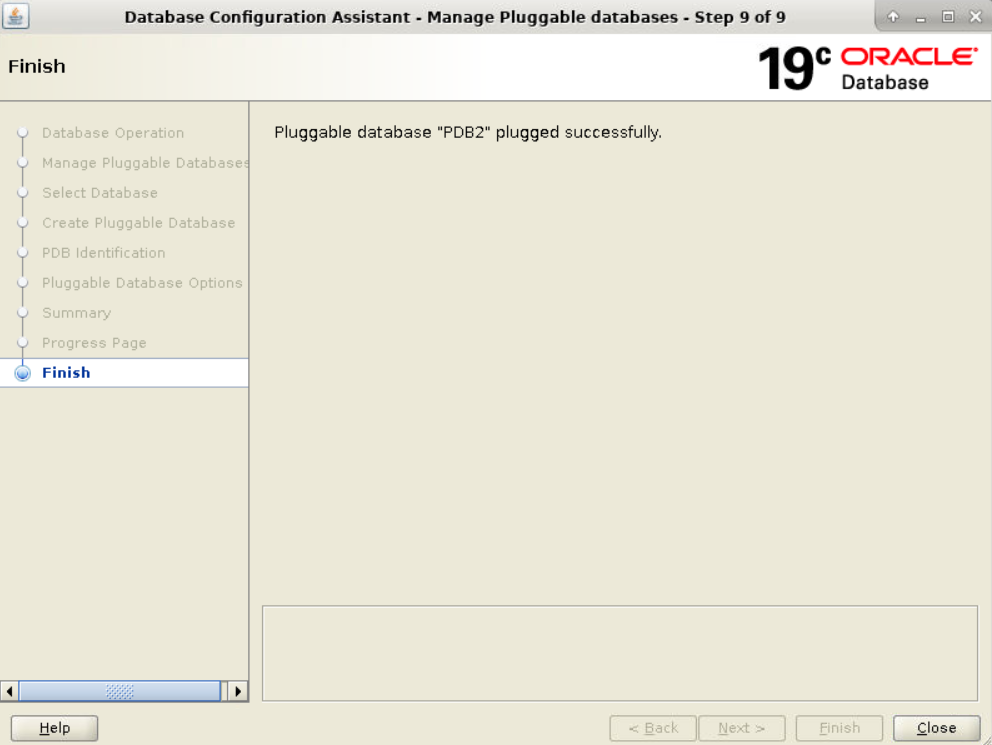 Database Configuration Assistant - Manage Pluggable databases - Step 9 of 9
Finish
19c ORACLE
Database
Database Operation
Manage Pluggable Databases
Select Database
Create Pluggable Database
PDB Identification
Pluggable Database Options
Summary
Progress Page
Finish
Pluggable database "PDB2" plugged successfully.
Help
< Back
Next >
Finish
Close